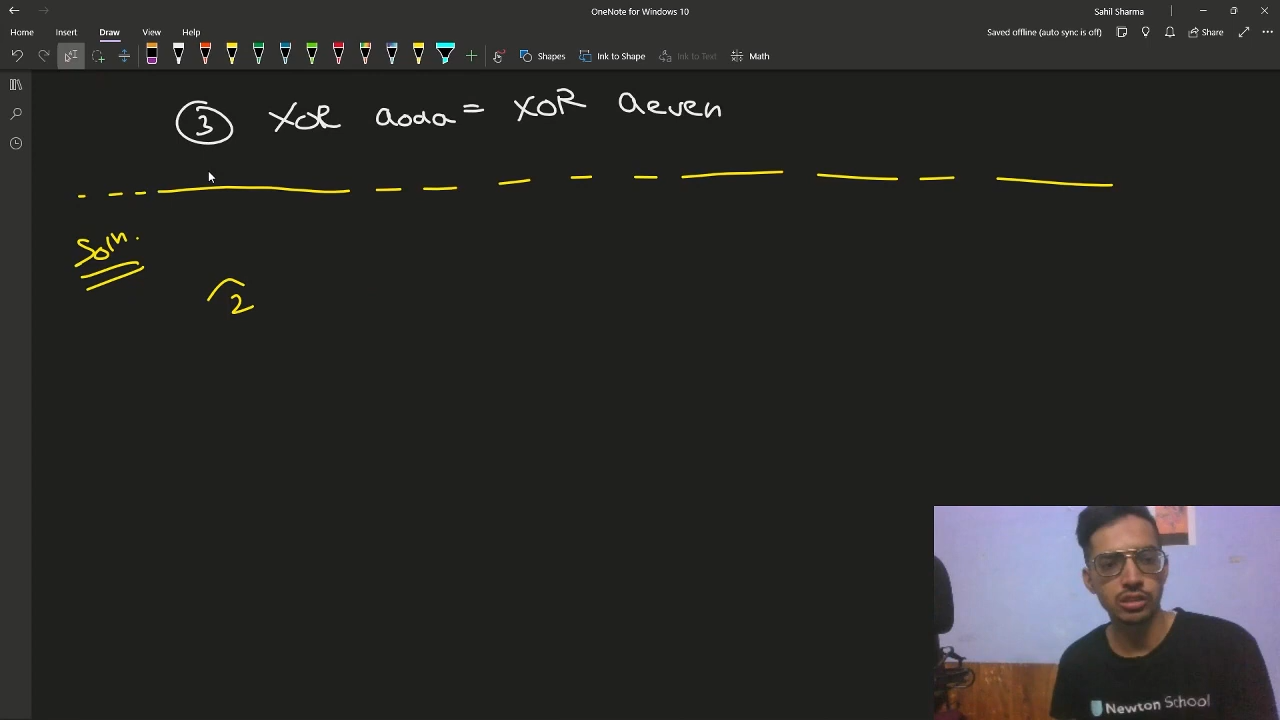 OneNote for Windows 10
Sahil Sharma
Home Insert Draw View Help
Saved offline (auto sync is off)
Share
Shapes Ink to Shape Ink to Text Math
3 XOR aodd = XOR aeven
Soln.
2
Newton School